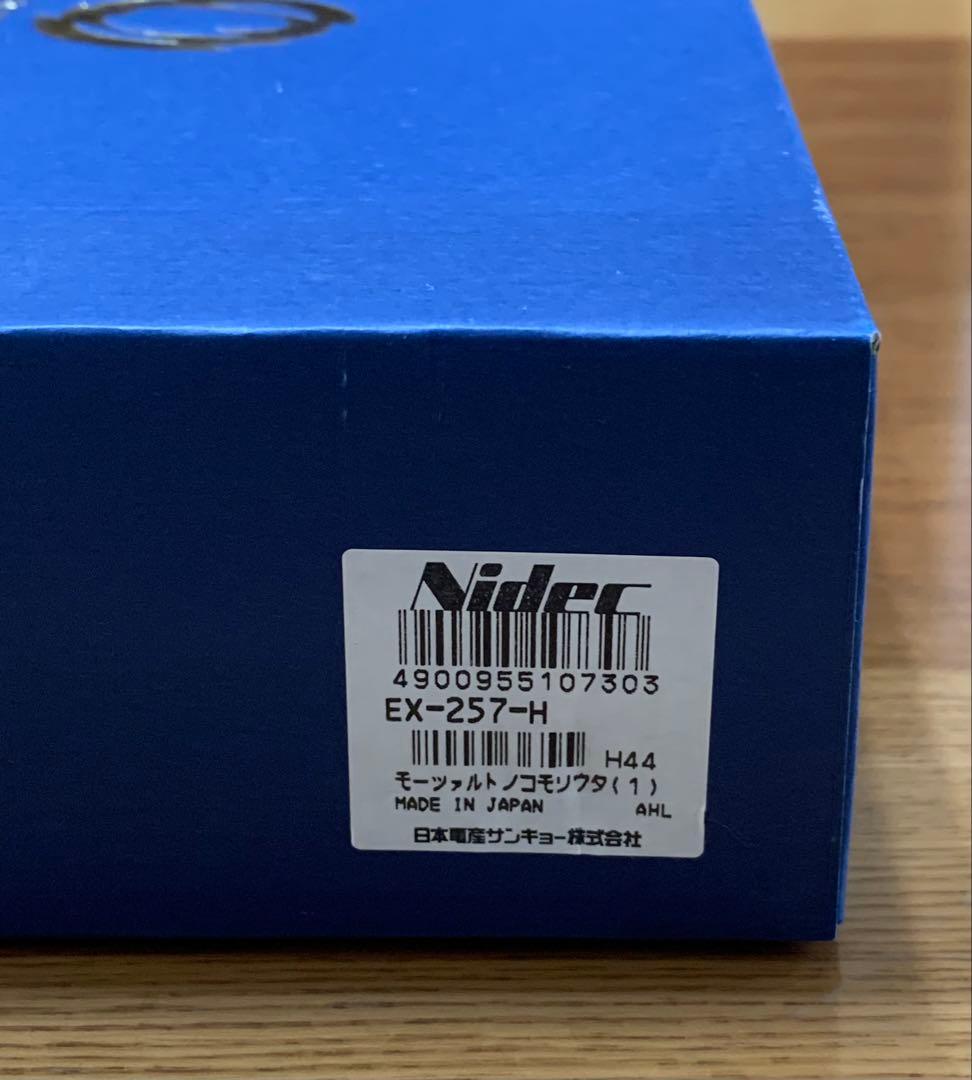 Nidec
4900955107303
EX-257-H
H44
モーツァルトノコモリウタ(1)
MADE IN JAPAN AHL
日本電産サンキョー株式会社